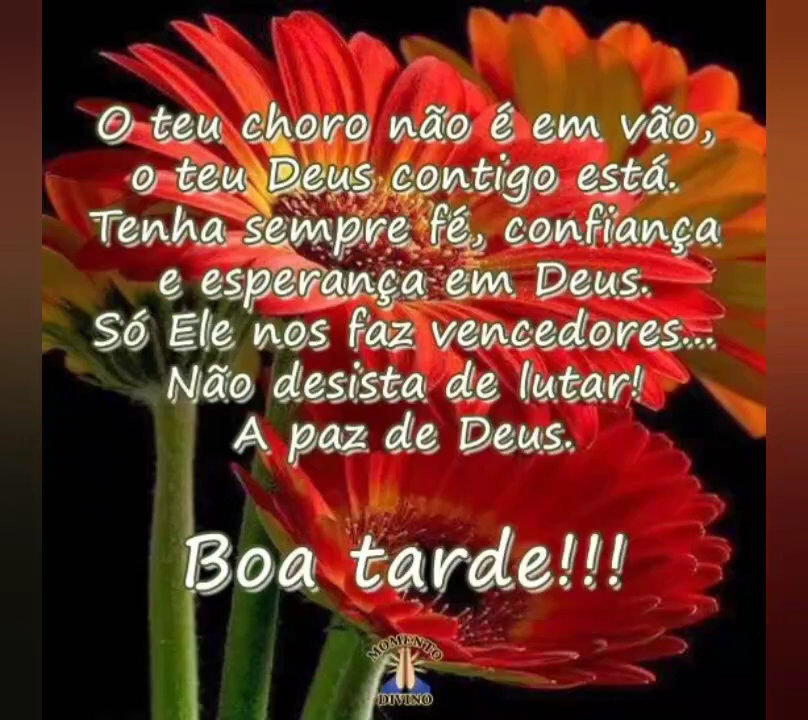 O teu choro não é em vão,
o teu Deus contigo está.
Tenha sempre fé, confiança
e esperança em Deus.
Só Ele nos faz vencedores...
Não desista de lutar!
A paz de Deus.
Boa tarde!!!
MOMENTO
DIVINO